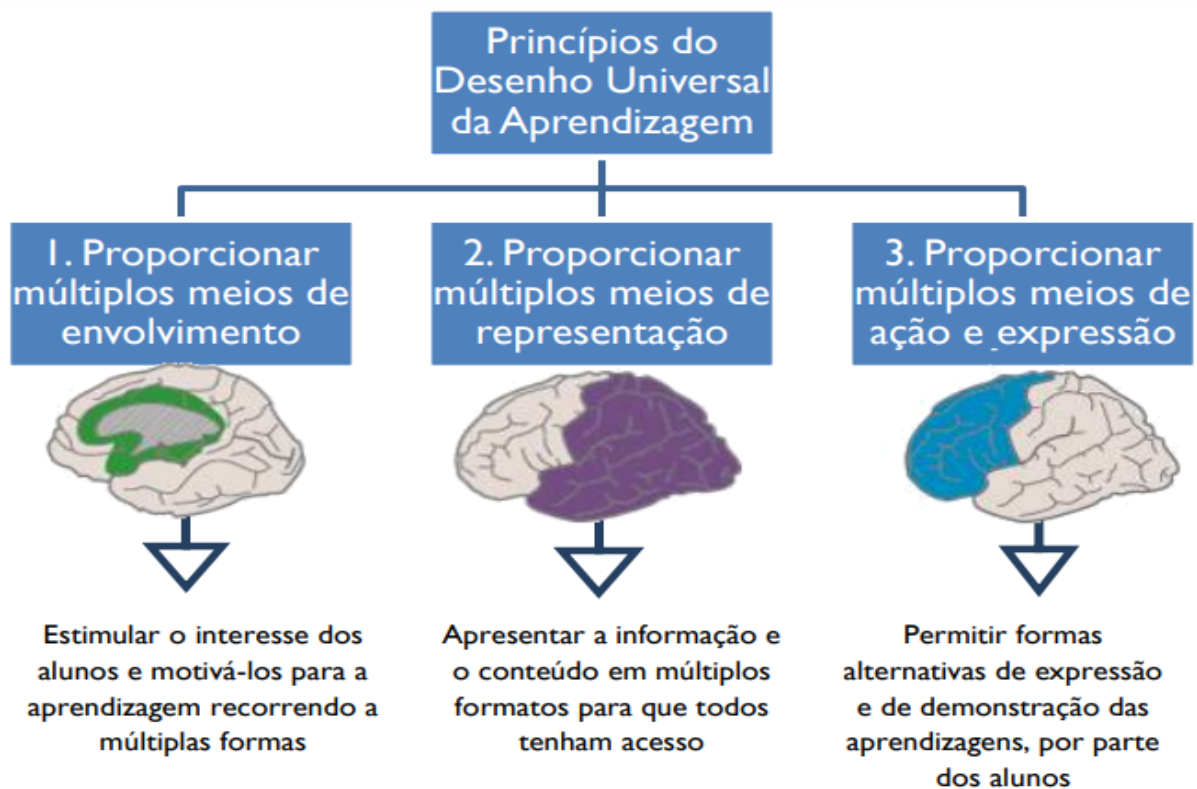 Princípios do
Desenho Universal
da Aprendizagem
1. Proporcionar
múltiplos meios de
envolvimento
2. Proporcionar
múltiplos meios de
representação
3. Proporcionar
múltiplos meios de
ação e expressão
Estimular o interesse dos
alunos e motivá-los para a
aprendizagem recorrendo a
múltiplas formas
Apresentar a informação e
o conteúdo em múltiplos
formatos para que todos
tenham acesso
Permitir formas
alternativas de expressão
e de demonstração das
aprendizagens, por parte
dos alunos